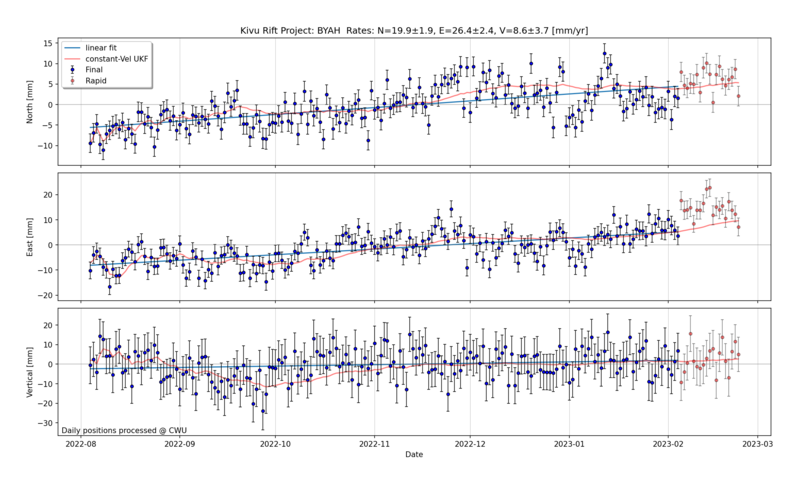 Kivu Rift Project: BYAH Rates: N=19.9±1.9, E=26.4±2.4, V=8.6±3.7 [mm/yr]
linear fit
constant-Vel UKF
Final
Rapid
North [mm]
15
10
5
0
−5
−10
East [mm]
20
10
0
−10
−20
Vertical [mm]
20
10
0
−10
−20
−30
Daily positions processed @ CWU
2022-08
2022-09
2022-10
2022-11
2022-12
2023-01
2023-02
2023-03
Date